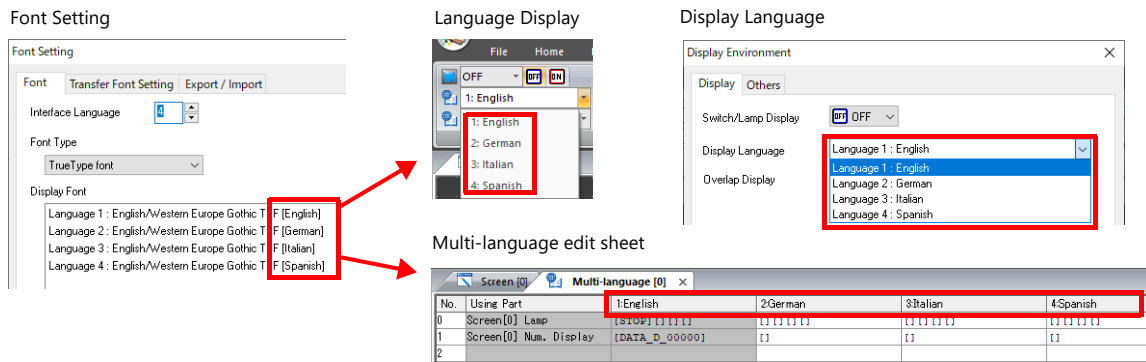 Font Setting
Font Setting
Font
Transfer Font Setting
Export / Import
Interface Language
4
Font Type
TrueType font
Display Font
Language 1 : English/Western Europe Gothic T F [English]
Language 2 : English/Western Europe Gothic T F [German]
Language 3 : English/Western Europe Gothic T F [Italian]
Language 4 : English/Western Europe Gothic T F [Spanish]
Language Display
File Home
OFF OFF ON
1: English
1: English
2: German
3: Italian
4: Spanish
Display Language
Display Environment
Display
Others
Switch/Lamp Display
OFF OFF
Display Language
Language 1 : English
Language 1 : English
Language 2 : German
Language 3 : Italian
Language 4 : Spanish
Overlap Display
Multi-language edit sheet
Screen [0] Multi-language [0] ×
No. Using Part 1:English 2:German 3:Italian 4:Spanish
0 Screen[0] Lamp [STOP][][][] [][][][] [][][][] [][][][]
1 Screen[0] Num. Display [DATA_D_00000] [] [] []
2